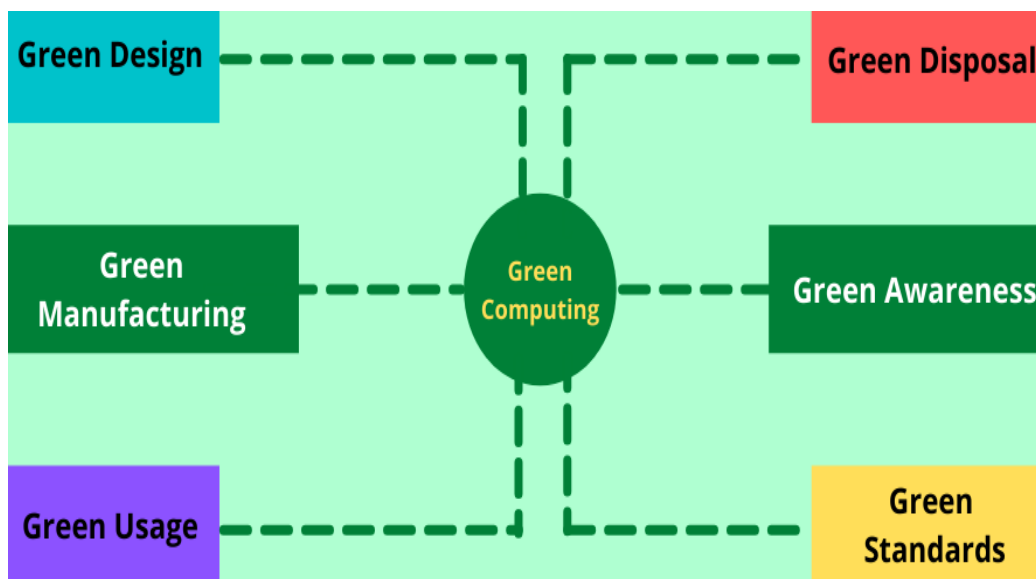 Green Design
Green Disposal
Green
Manufacturing
Green
Computing
Green Awareness
Green Usage
Green
Standards